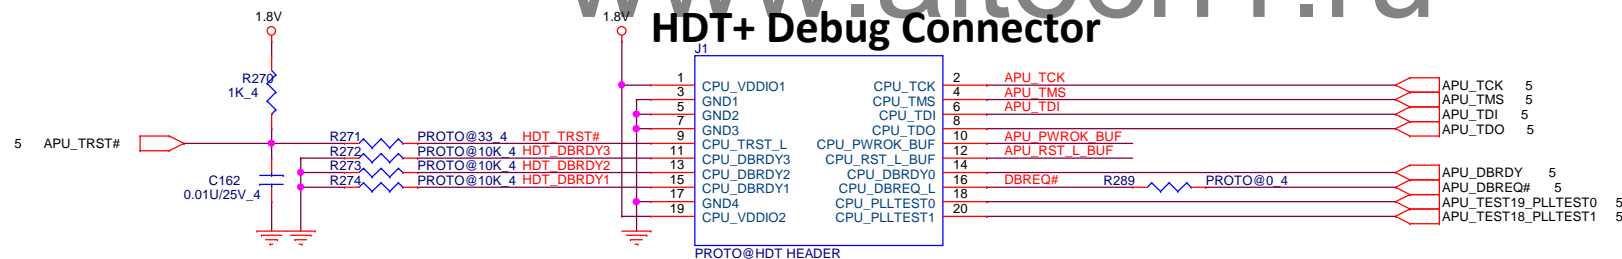 www.aitech1.ru
1.8V
1.8V
HDT+ Debug Connector
J1
R270
1K_4
1 CPU_VDDIO1 CPU_TCK 2 APU_TCK APU_TCK 5
3 GND1 CPU_TMS 4 APU_TMS APU_TMS 5
5 GND2 CPU_TDI 6 APU_TDI APU_TDI 5
7 GND3 CPU_TDO 8 APU_TDO 5
5 APU_TRST# R271 PROTO@33_4 HDT_TRST# 9 CPU_TRST_L CPU_PWROK_BUF 10 APU_PWROK_BUF
R272 PROTO@10K_4 HDT_DBRDY3 11 CPU_DBRDY3 CPU_RST_L_BUF 12 APU_RST_L_BUF
R273 PROTO@10K_4 HDT_DBRDY2 13 CPU_DBRDY2 CPU_DBRDY0 14 APU_DBRDY 5
R274 PROTO@10K_4 HDT_DBRDY1 15 CPU_DBRDY1 CPU_DBREQ_L 16 DBREQ# R289 PROTO@0_4 APU_DBREQ# 5
17 GND4 CPU_PLLTEST0 18 APU_TEST19_PLLTEST0 5
19 CPU_VDDIO2 CPU_PLLTEST1 20 APU_TEST18_PLLTEST1 5
C162
0.01U/25V_4
PROTO@HDT HEADER